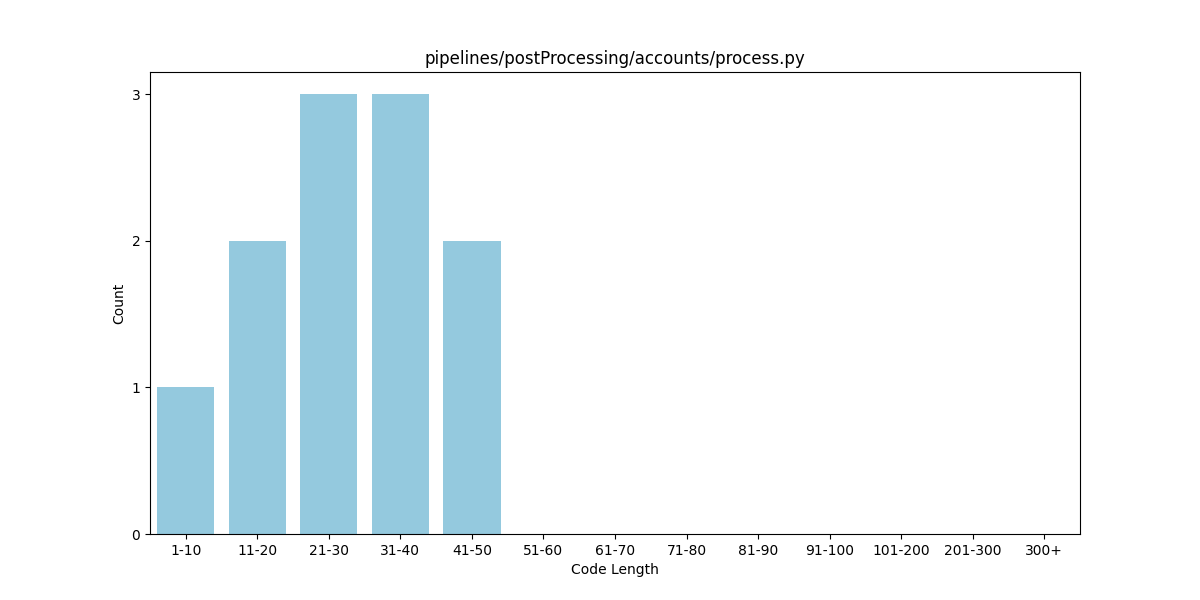 pipelines/postProcessing/accounts/process.py
3
2
1
0
Count
1-10 11-20 21-30 31-40 41-50 51-60 61-70 71-80 81-90 91-100 101-200 201-300 300+
Code Length